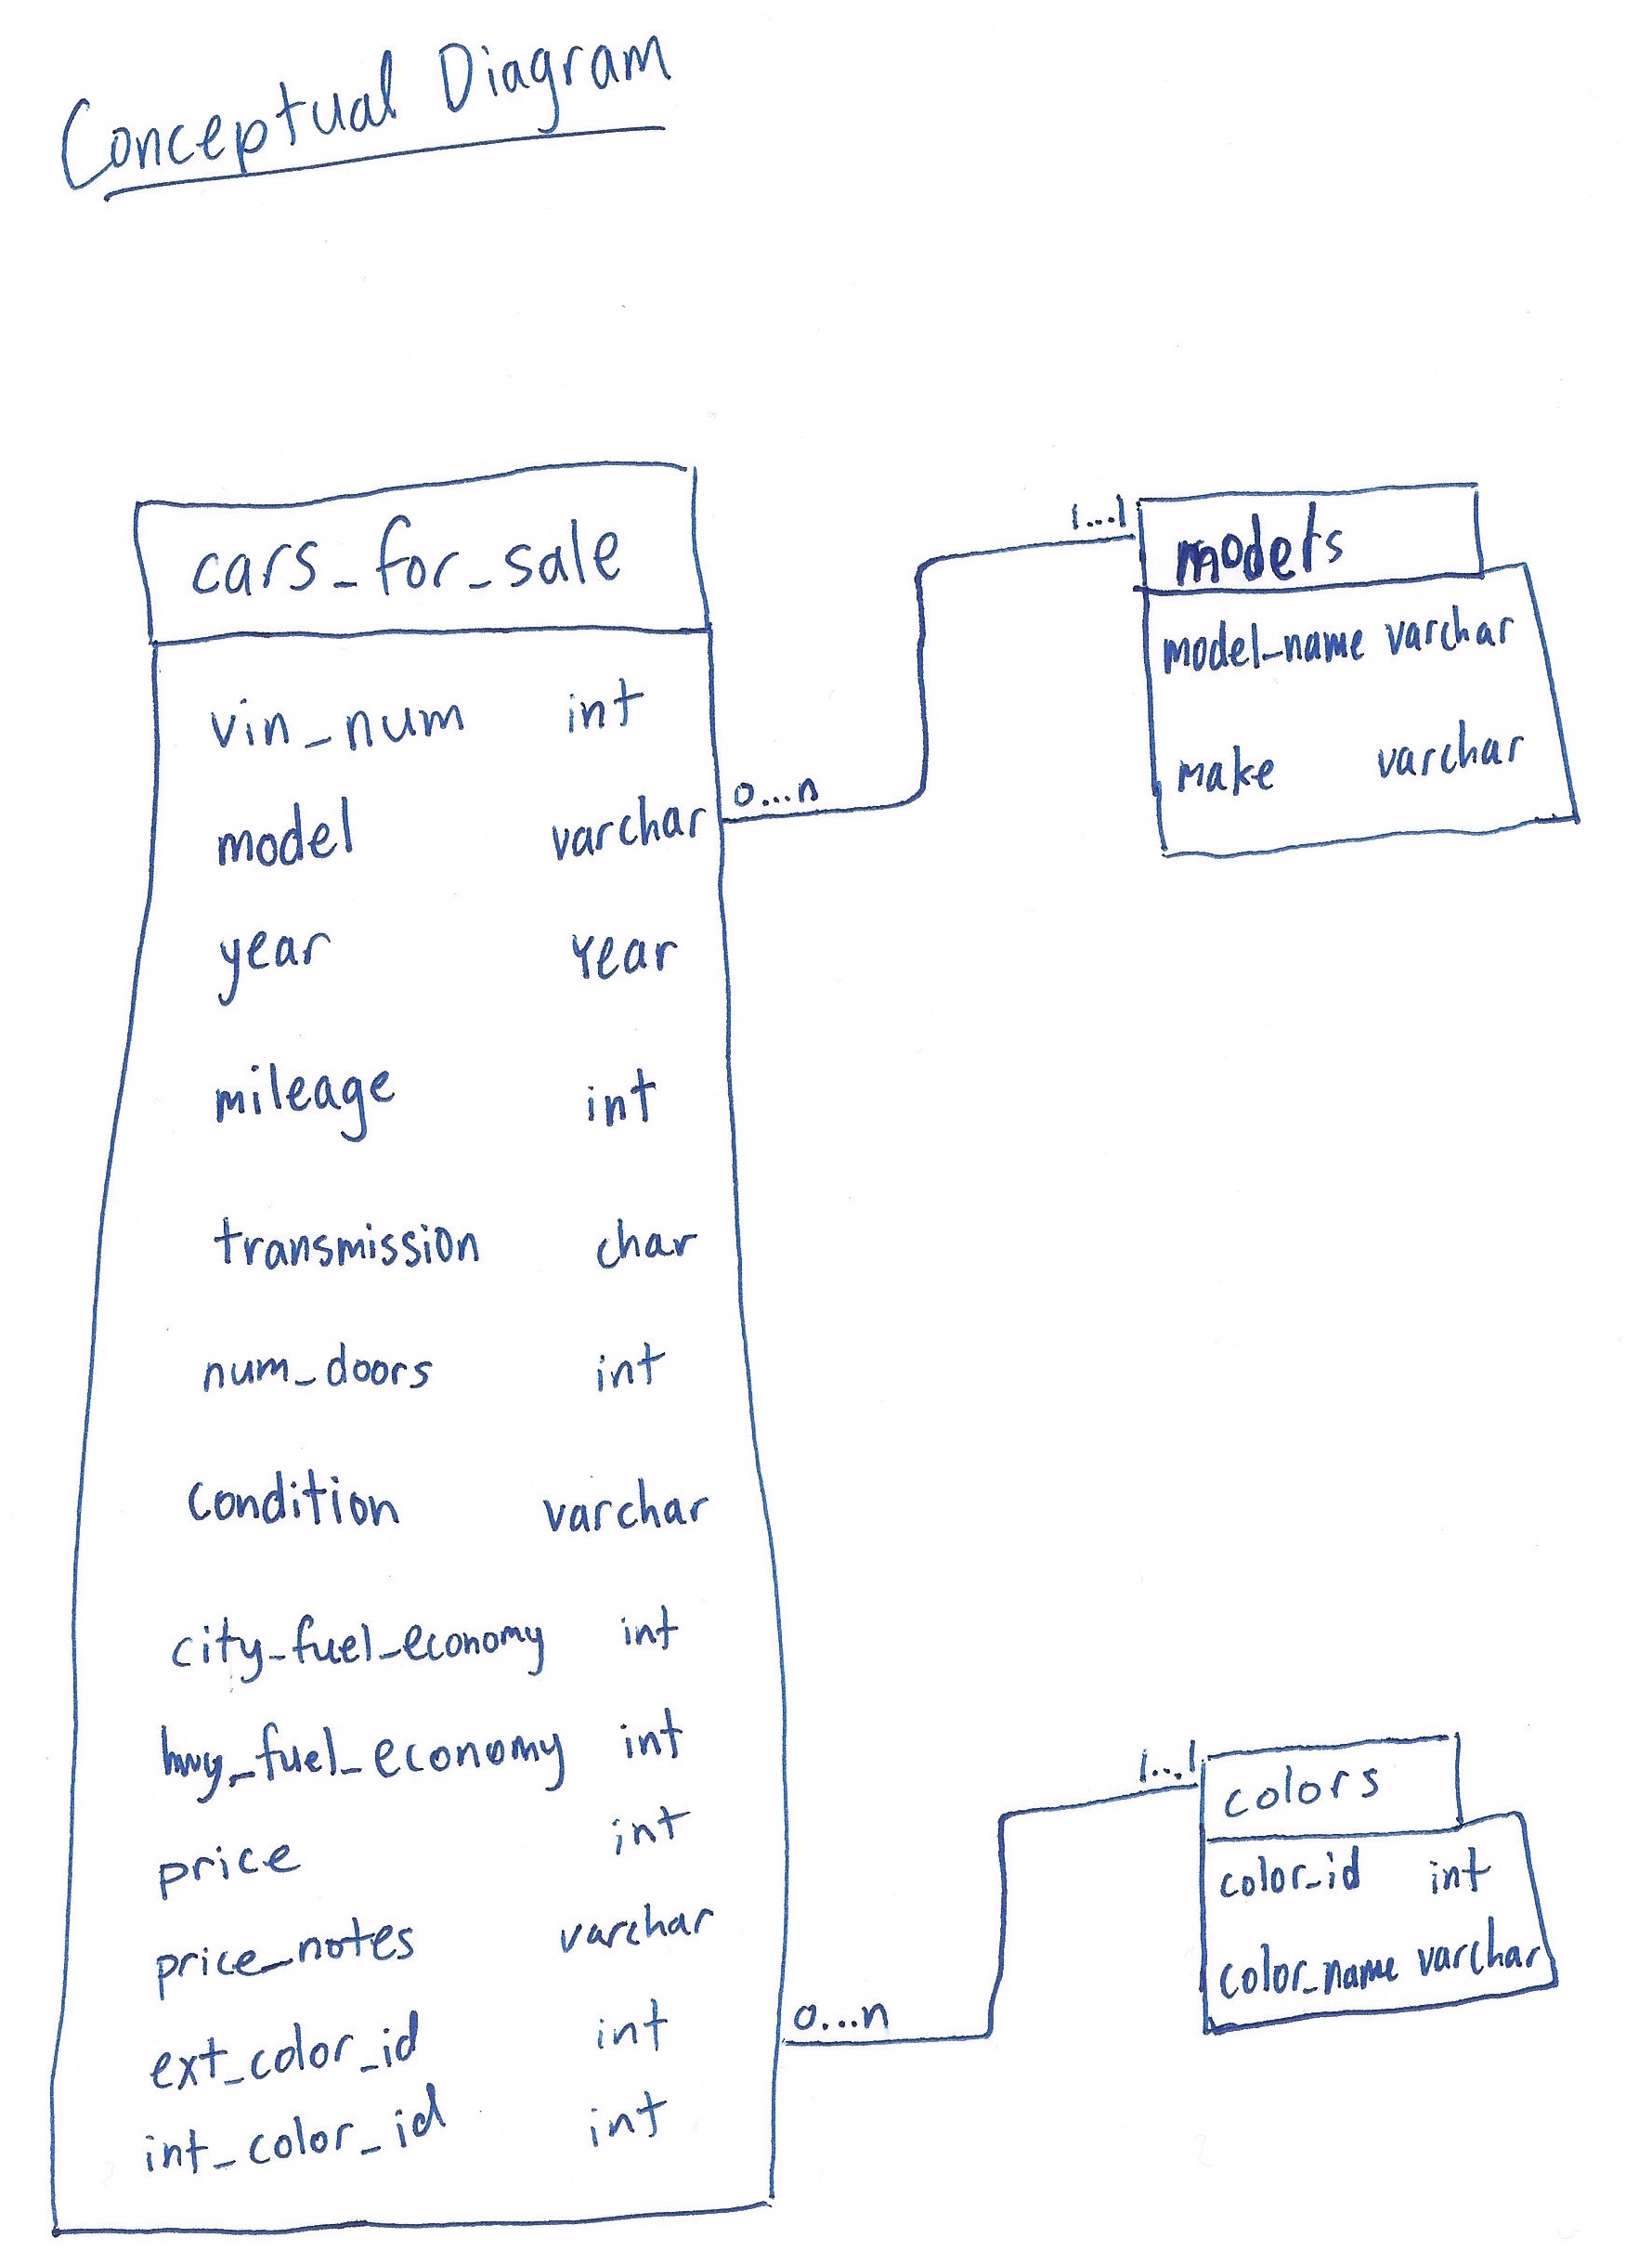 Conceptual Diagram
cars_for_sale
vin_num int
model varchar
year Year
mileage int
transmission char
num_doors int
condition varchar
city_fuel_economy int
hwy_fuel_economy int
price int
price_notes varchar
ext_color_id int
int_color_id int
0...n
1...1
models
model_name varchar
make varchar
0...n
1...1
colors
color_id int
color_name varchar